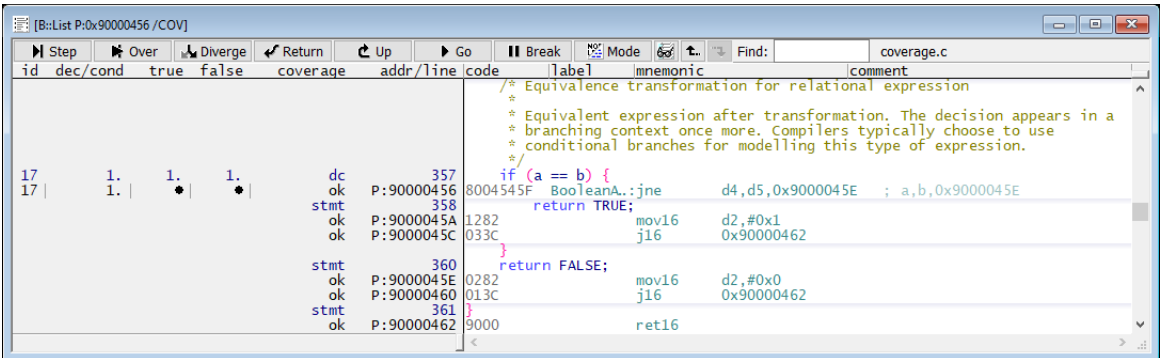 [B::List P:0x90000456 /COV]
Step Over Diverge Return Up Go Break Mode t.. Find: coverage.c
id dec/cond true false coverage addr/line code label mnemonic comment
/* Equivalence transformation for relational expression
*
* Equivalent expression after transformation. The decision appears in a
* branching context once more. Compilers typically choose to use
* conditional branches for modelling this type of expression.
*/
17 1. 1. 1. dc 357 if (a == b) {
17 1. ok P:90000456 8004545F BooleanA..:jne d4,d5,0x9000045E ; a,b,0x9000045E
stmt 358 return TRUE;
ok P:9000045A 1282 mov16 d2,#0x1
ok P:9000045C 033C j16 0x90000462
}
stmt 360 return FALSE;
ok P:9000045E 0282 mov16 d2,#0x0
ok P:90000460 013C j16 0x90000462
stmt 361 }
ok P:90000462 9000 ret16